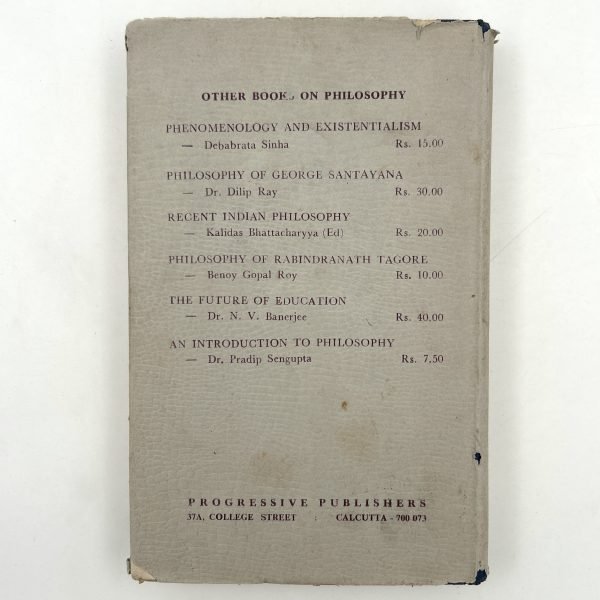 OTHER BOOKS ON PHILOSOPHY
PHENOMENOLOGY AND EXISTENTIALISM
— Debabrata Sinha Rs. 15.00
PHILOSOPHY OF GEORGE SANTAYANA
— Dr. Dilip Ray Rs. 30.00
RECENT INDIAN PHILOSOPHY
— Kalidas Bhattacharyya (Ed) Rs. 20.00
PHILOSOPHY OF RABINDRANATH TAGORE
— Benoy Gopal Roy Rs. 10.00
THE FUTURE OF EDUCATION
— Dr. N. V. Banerjee Rs. 40.00
AN INTRODUCTION TO PHILOSOPHY
— Dr. Pradip Sengupta Rs. 7.50
PROGRESSIVE PUBLISHERS
37A, COLLEGE STREET : CALCUTTA - 700 073